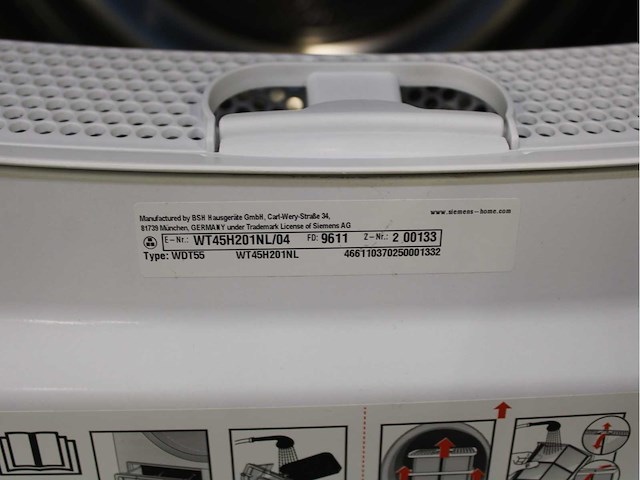 Manufactured by BSH Hausgeräte GmbH, Carl-Wery-Straße 34,
81739 München, GERMANY under Trademark License of Siemens AG
www.siemens-home.com
E-Nr.: WT45H201NL/04 FD: 9611 Z-Nr.: 2 00133
Type: WDT55 WT45H201NL 466110370250001332